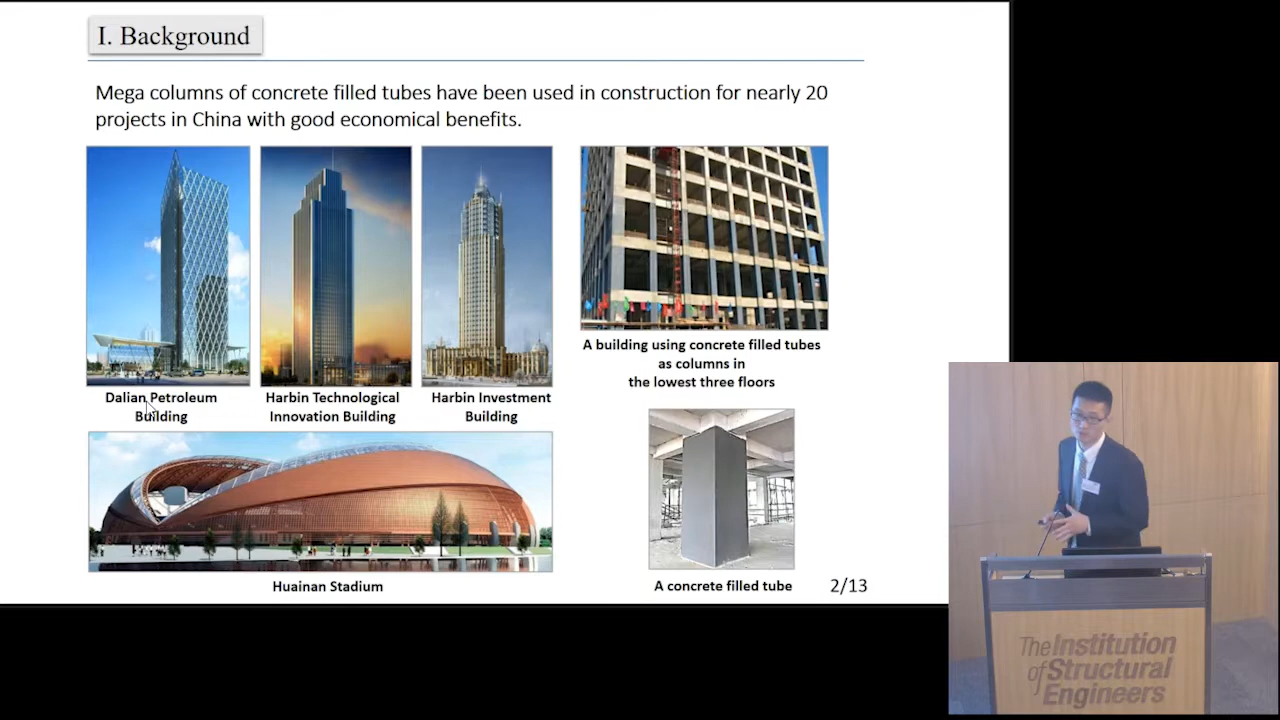 I. Background
Mega columns of concrete filled tubes have been used in construction for nearly 20
projects in China with good economical benefits.
Dalian Petroleum
Building
Harbin Technological
Innovation Building
Harbin Investment
Building
A building using concrete filled tubes
as columns in
the lowest three floors
Huainan Stadium
A concrete filled tube
2/13
The Institution
of Structural
Engineers